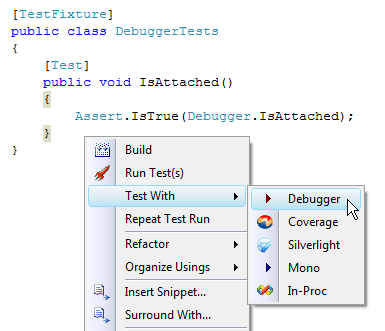 [TestFixture]
public class DebuggerTests
{
[Test]
public void IsAttached()
{
Assert.IsTrue(Debugger.IsAttached);
}
}
Build
Run Test(s)
Test With
Repeat Test Run
Refactor
Organize Usings
Insert Snippet...
Surround With...
Debugger
Coverage
Silverlight
Mono
In-Proc